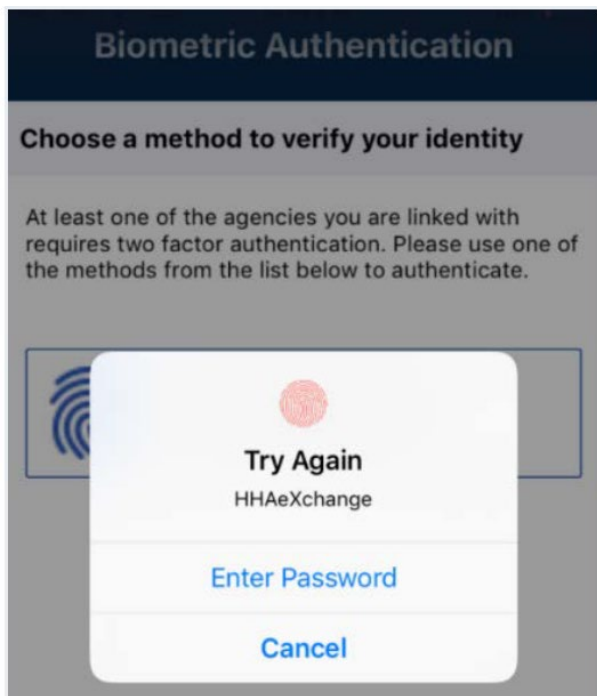 Biometric Authentication
Choose a method to verify your identity
At least one of the agencies you are linked with
requires two factor authentication. Please use one of
the methods from the list below to authenticate.
Try Again
HHAeXchange
Enter Password
Cancel